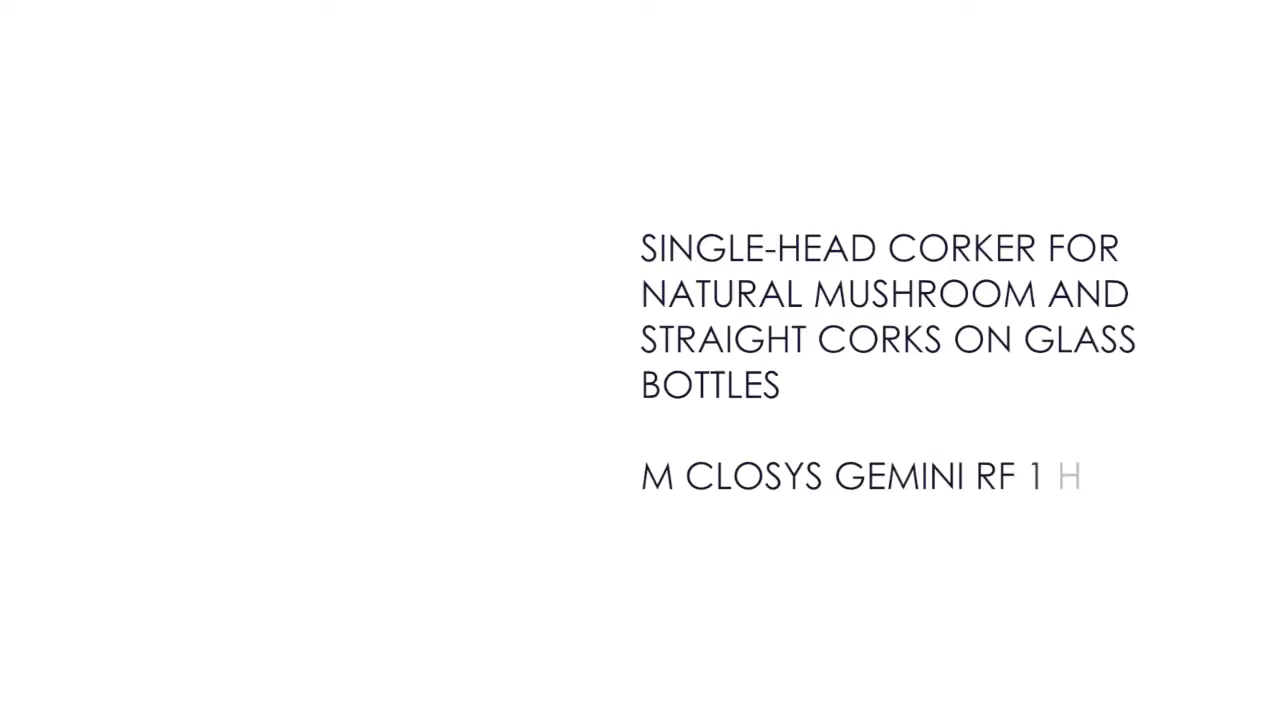 SINGLE-HEAD CORKER FOR
NATURAL MUSHROOM AND
STRAIGHT CORKS ON GLASS
BOTTLES
M CLOSYS GEMINI RF 1 H